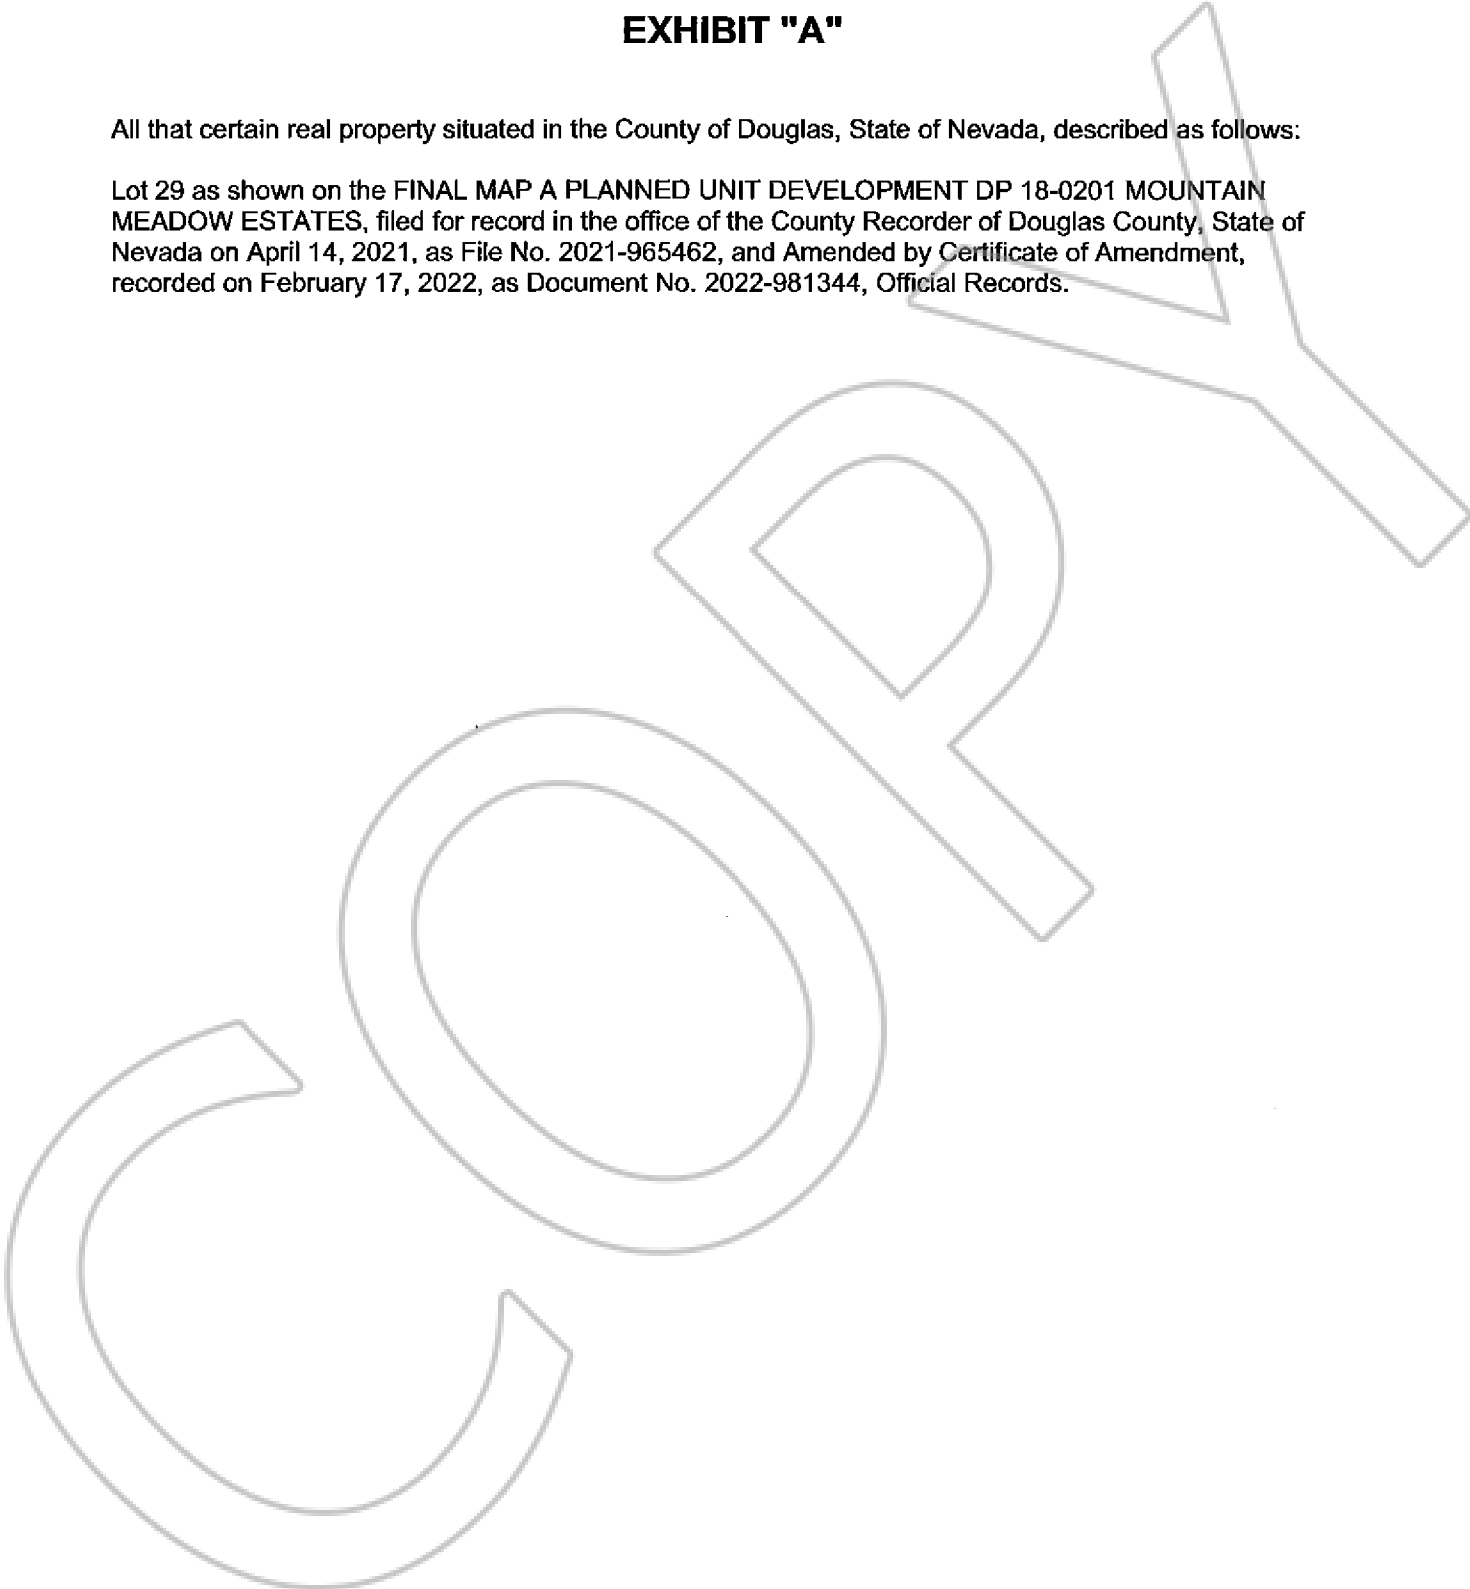 EXHIBIT "A"
All that certain real property situated in the County of Douglas, State of Nevada, described as follows:
Lot 29 as shown on the FINAL MAP A PLANNED UNIT DEVELOPMENT DP 18-0201 MOUNTAIN
MEADOW ESTATES, filed for record in the office of the County Recorder of Douglas County, State of
Nevada on April 14, 2021, as File No. 2021-965462, and Amended by Certificate of Amendment,
recorded on February 17, 2022, as Document No. 2022-981344, Official Records.
COPY